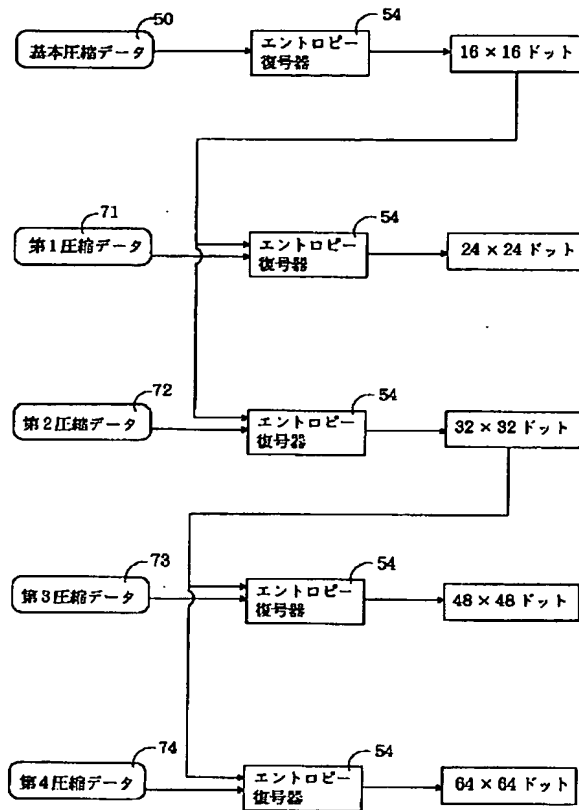 50
基本圧縮データ
54
エントロピー
復号器
16 × 16 ドット
71
第1圧縮データ
54
エントロピー
復号器
24 × 24 ドット
72
第2圧縮データ
54
エントロピー
復号器
32 × 32 ドット
73
第3圧縮データ
54
エントロピー
復号器
48 × 48 ドット
74
第4圧縮データ
54
エントロピー
復号器
64 × 64 ドット